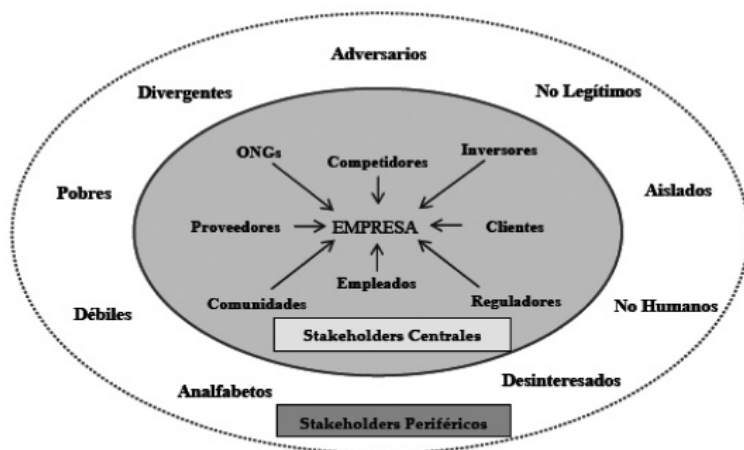 Adversarios
Divergentes
No Legítimos
ONGs
Competidores
Inversores
Pobres
Aislados
Proveedores
EMPRESA
Clientes
Comunidades
Empleados
Reguladores
Débiles
No Humanos
Stakeholders Centrales
Analfabetos
Desinteresados
Stakeholders Periféricos